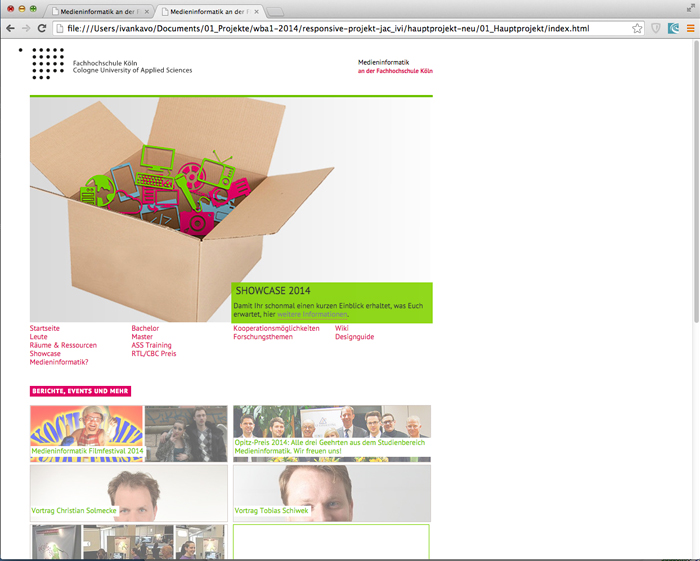 Medieninformatik an der F
Medieninformatik an der F
file:///Users/ivankavo/Documents/01_Projekte/wba1-2014/responsive-projekt-jac_ivi/hauptprojekt-neu/01_Hauptprojekt/index.html
Fachhochschule Köln
Cologne University of Applied Sciences
Medieninformatik
an der Fachhochschule Köln
SHOWCASE 2014
Damit Ihr schonmal einen kurzen Einblick erhaltet, was Euch
erwartet, hier weitere Informationen.
Startseite
Leute
Räume & Ressourcen
Showcase
Medieninformatik?
Bachelor
Master
ASS Training
RTL/CBC Preis
Kooperationsmöglichkeiten
Forschungsthemen
Wiki
Designguide
BERICHTE, EVENTS UND MEHR
Medieninformatik Filmfestival 2014
Opitz-Preis 2014: Alle drei Geehrten aus dem Studienbereich
Medieninformatik. Wir freuen uns!
Vortrag Christian Solmecke
Vortrag Tobias Schiwek